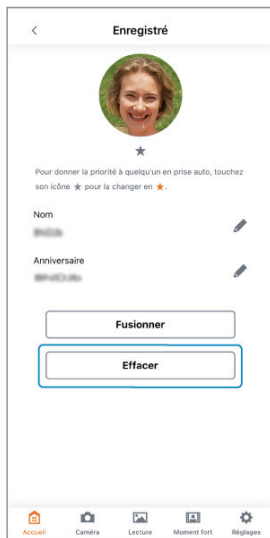 Enregistré
Pour donner la priorité à quelqu'un en prise auto, touchez
son icône ★ pour la changer en ★.
Nom
Anniversaire
Fusionner
Effacer
Accueil Caméra Lecture Moment fort Réglages